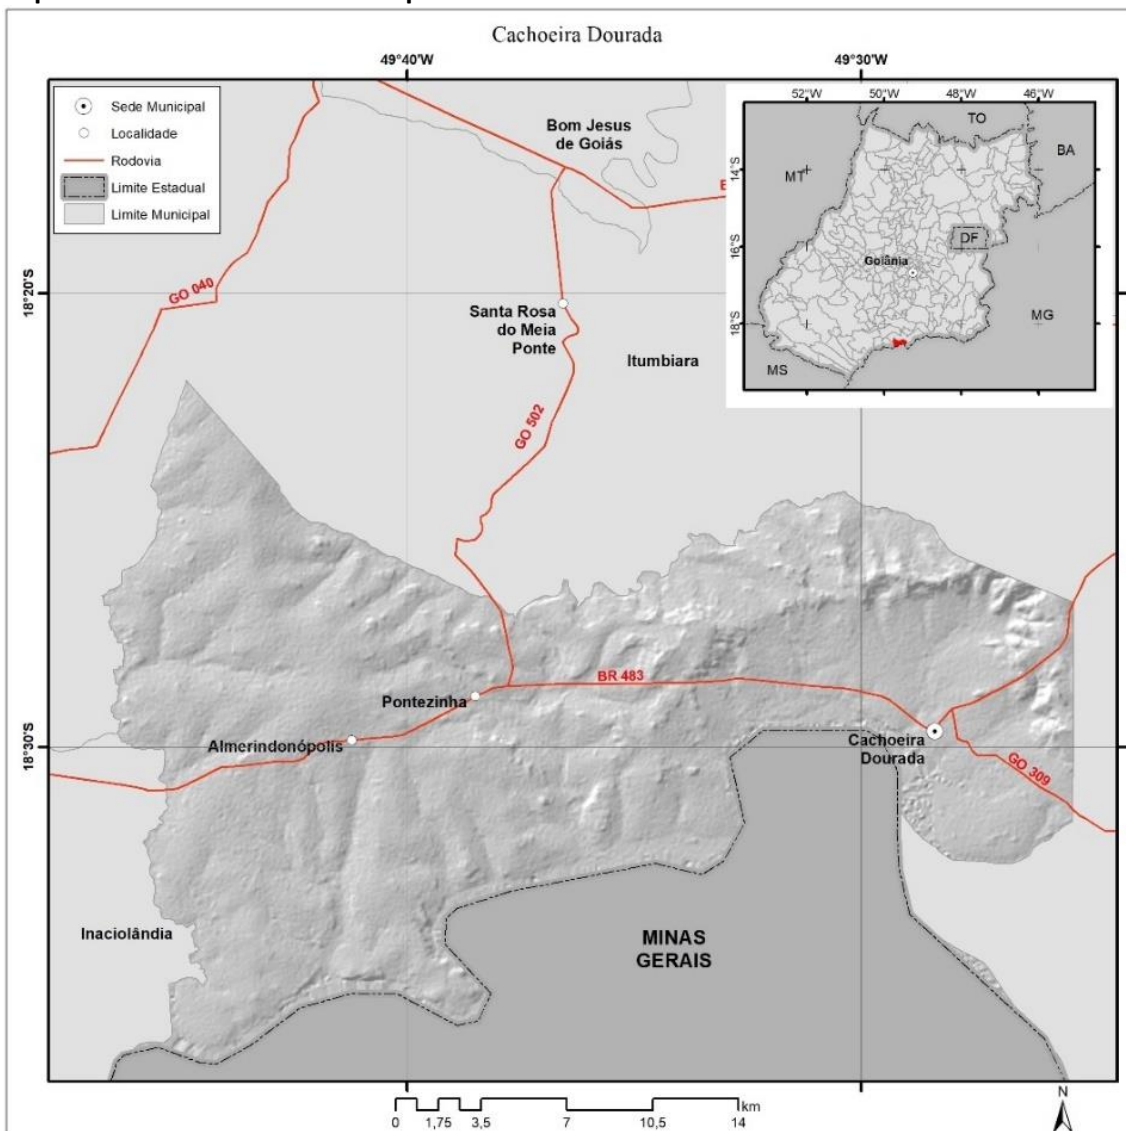 Cachoeira Dourada
49°40'W
49°30'W
Sede Municipal
Localidade
Rodovia
Limite Estadual
Limite Municipal
Bom Jesus
de Goiás
52°W
50°W
48°W
46°W
14°S
16°S
18°S
TO
BA
MT
DF
Goiânia
MG
MS
GO 040
18°20'S
Santa Rosa
do Meia
Ponte
Itumbiara
GO 502
BR 483
Pontezinha
Almerindonópolis
18°30'S
Cachoeira
Dourada
GO 309
Inaciolândia
MINAS
GERAIS
km
0
1,75
3,5
7
10,5
14
N